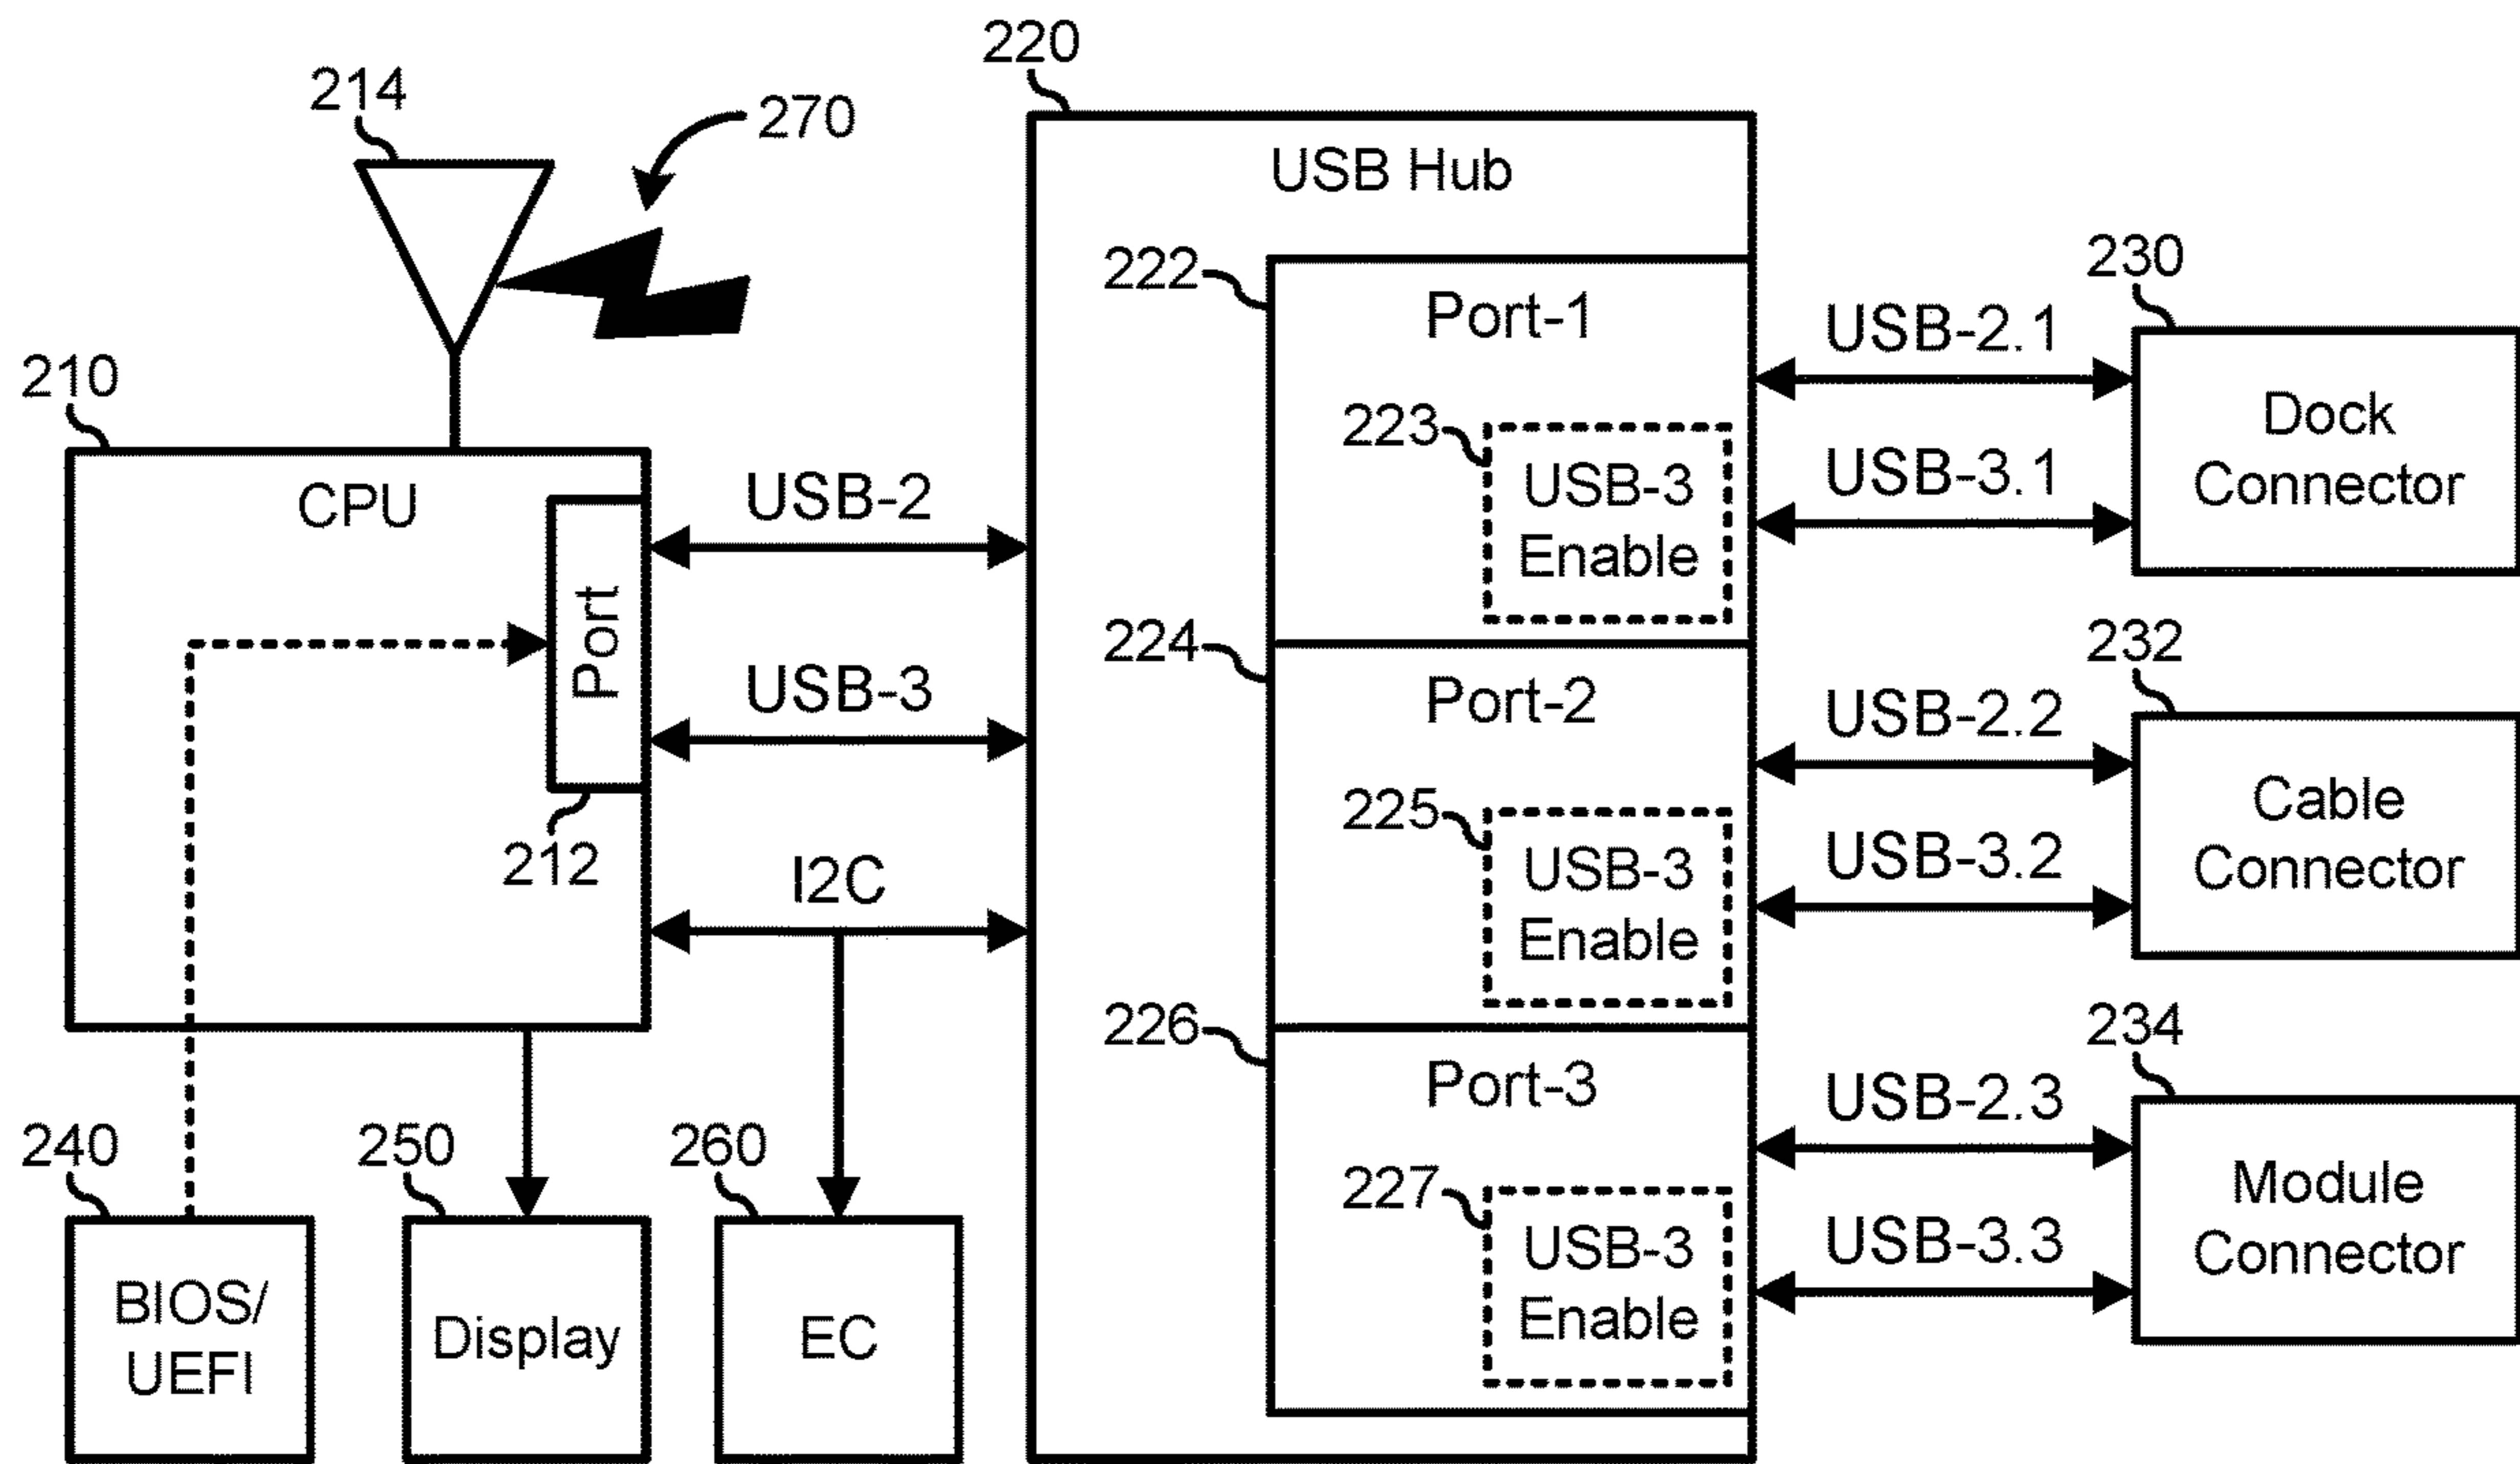 220
214
270
USB Hub
222
Port-1
230
USB-2.1
210
223
USB-3
Enable
USB-3.1
Dock
Connector
CPU
USB-2
Port
224
232
USB-3
Port-2
USB-2.2
225
USB-3
Enable
USB-3.2
Cable
Connector
212
I2C
226
234
Port-3
USB-2.3
240
250
260
227
USB-3
Enable
USB-3.3
Module
Connector
BIOS/
UEFI
Display
EC